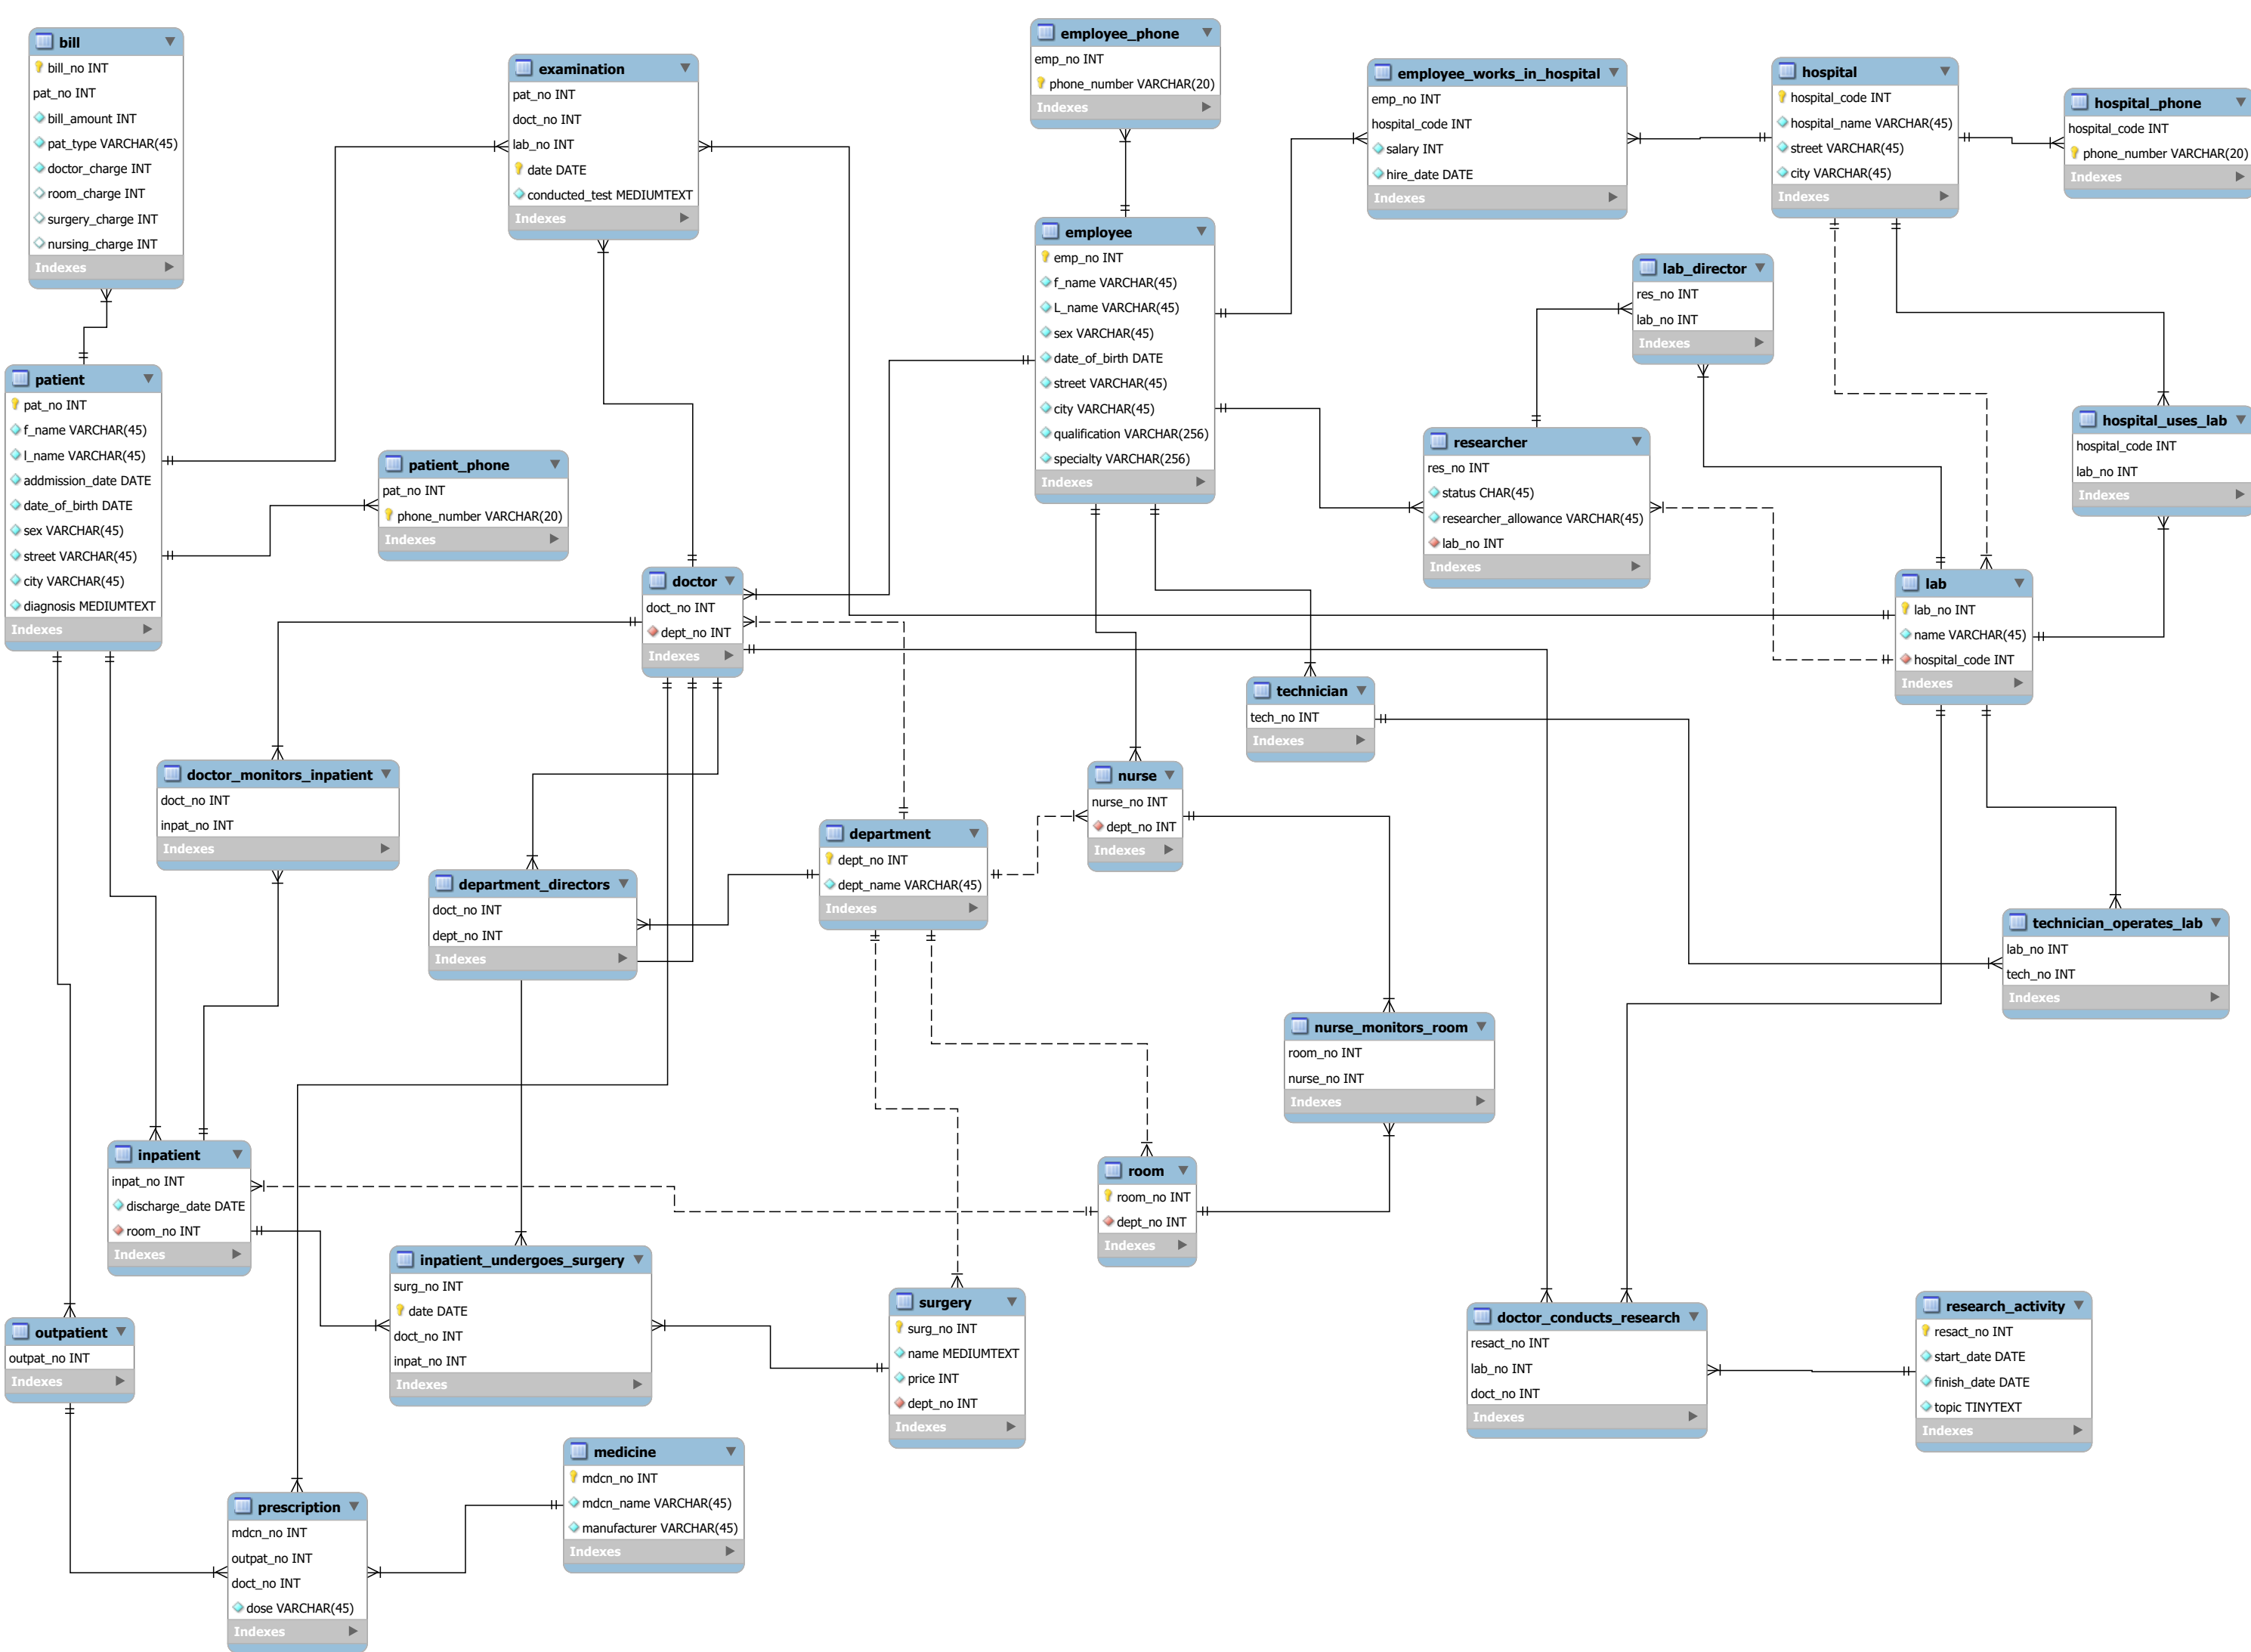 bill
bill_no INT
pat_no INT
bill_amount INT
pat_type VARCHAR(45)
doctor_charge INT
room_charge INT
surgery_charge INT
nursing_charge INT
Indexes
examination
pat_no INT
doct_no INT
lab_no INT
date DATE
conducted_test MEDIUMTEXT
Indexes
employee_phone
emp_no INT
phone_number VARCHAR(20)
Indexes
employee_works_in_hospital
emp_no INT
hospital_code INT
salary INT
hire_date DATE
Indexes
hospital
hospital_code INT
hospital_name VARCHAR(45)
street VARCHAR(45)
city VARCHAR(45)
Indexes
hospital_phone
hospital_code INT
phone_number VARCHAR(20)
Indexes
employee
emp_no INT
f_name VARCHAR(45)
L_name VARCHAR(45)
sex VARCHAR(45)
date_of_birth DATE
street VARCHAR(45)
city VARCHAR(45)
qualification VARCHAR(256)
specialty VARCHAR(256)
Indexes
lab_director
res_no INT
lab_no INT
Indexes
patient
pat_no INT
f_name VARCHAR(45)
l_name VARCHAR(45)
addmission_date DATE
date_of_birth DATE
sex VARCHAR(45)
street VARCHAR(45)
city VARCHAR(45)
diagnosis MEDIUMTEXT
Indexes
patient_phone
pat_no INT
phone_number VARCHAR(20)
Indexes
researcher
res_no INT
status CHAR(45)
researcher_allowance VARCHAR(45)
lab_no INT
Indexes
hospital_uses_lab
hospital_code INT
lab_no INT
Indexes
doctor
doct_no INT
dept_no INT
Indexes
lab
lab_no INT
name VARCHAR(45)
hospital_code INT
Indexes
technician
tech_no INT
Indexes
doctor_monitors_inpatient
doct_no INT
inpat_no INT
Indexes
nurse
nurse_no INT
dept_no INT
Indexes
department
dept_no INT
dept_name VARCHAR(45)
Indexes
department_directors
doct_no INT
dept_no INT
Indexes
technician_operates_lab
lab_no INT
tech_no INT
Indexes
nurse_monitors_room
room_no INT
nurse_no INT
Indexes
inpatient
inpat_no INT
discharge_date DATE
room_no INT
Indexes
room
room_no INT
dept_no INT
Indexes
inpatient_undergoes_surgery
surg_no INT
date DATE
doct_no INT
inpat_no INT
Indexes
surgery
surg_no INT
name MEDIUMTEXT
price INT
dept_no INT
Indexes
doctor_conducts_research
resact_no INT
lab_no INT
doct_no INT
Indexes
research_activity
resact_no INT
start_date DATE
finish_date DATE
topic TINYTEXT
Indexes
outpatient
outpat_no INT
Indexes
medicine
mdcn_no INT
mdcn_name VARCHAR(45)
manufacturer VARCHAR(45)
Indexes
prescription
mdcn_no INT
outpat_no INT
doct_no INT
dose VARCHAR(45)
Indexes